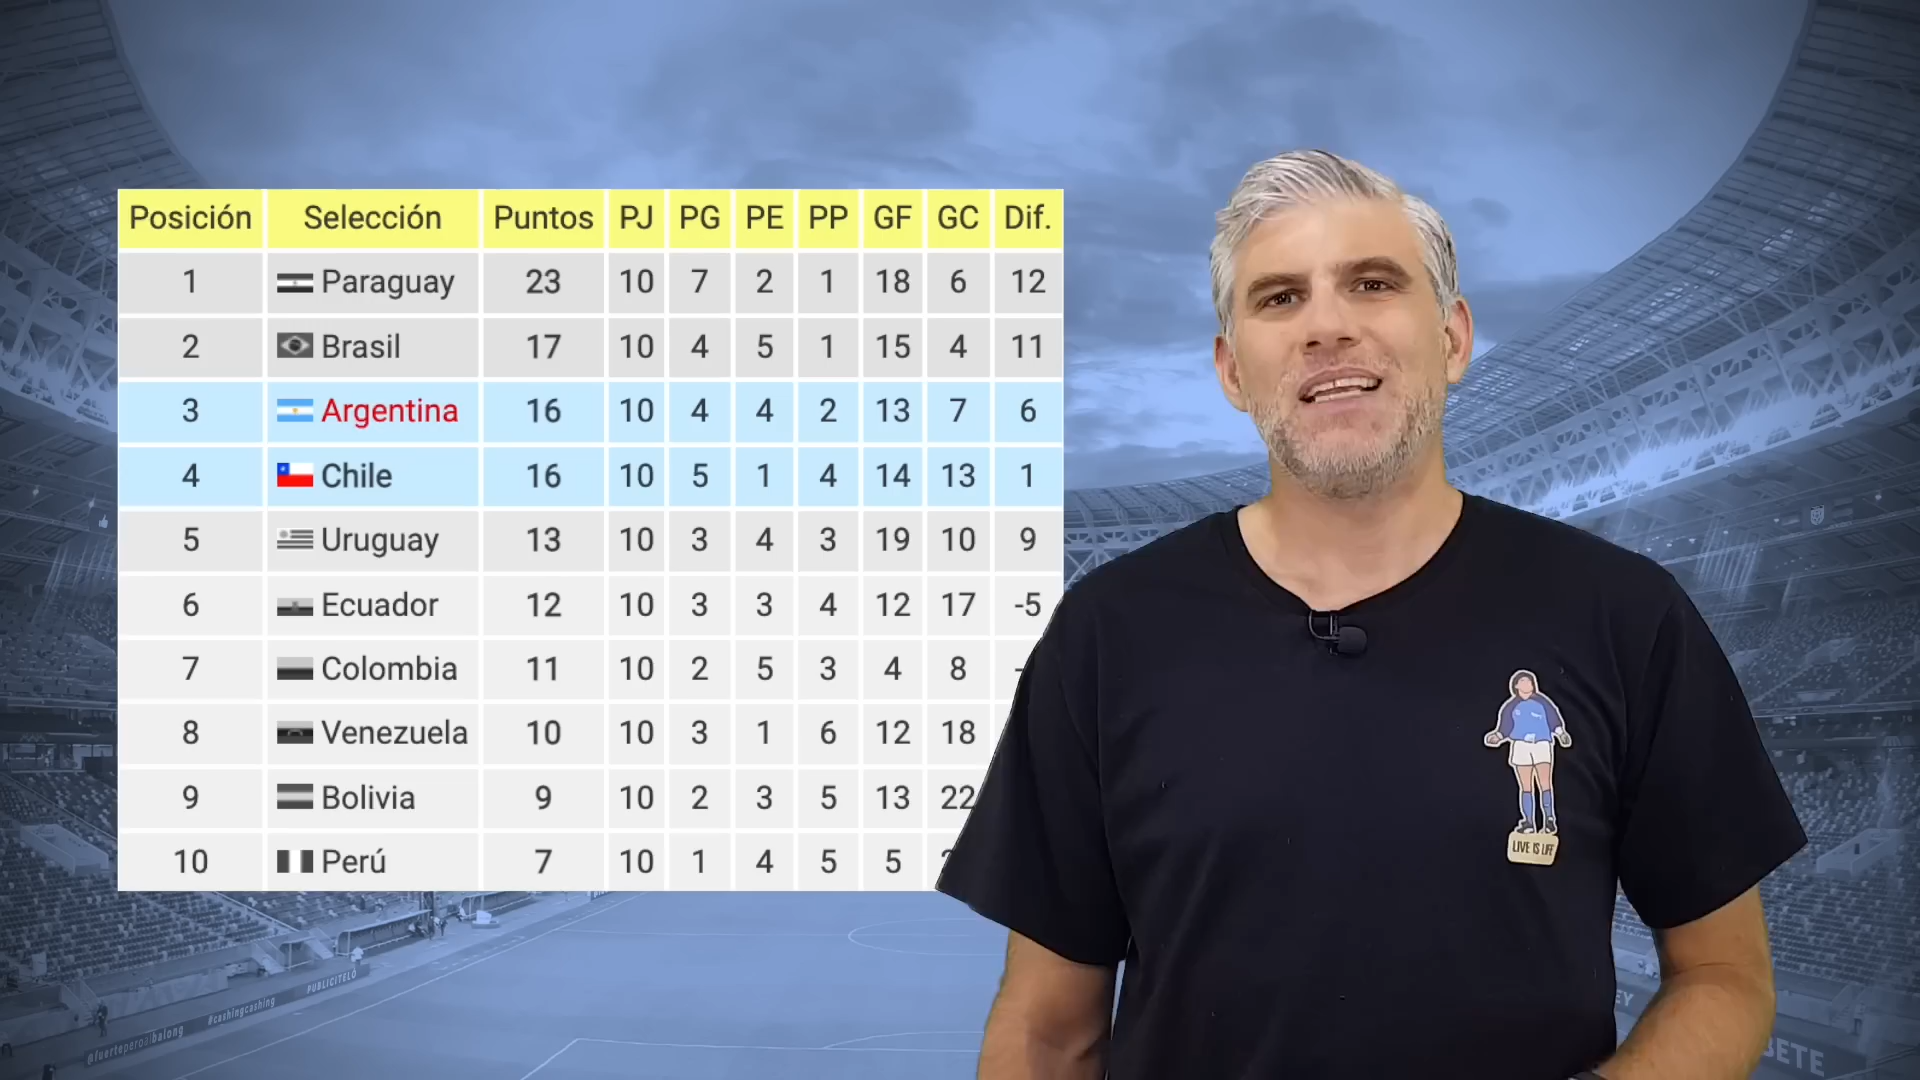 Posición Selección Puntos PJ PG PE PP GF GC Dif.
1 Paraguay 23 10 7 2 1 18 6 12
2 Brasil 17 10 4 5 1 15 4 11
3 Argentina 16 10 4 4 2 13 7 6
4 Chile 16 10 5 1 4 14 13 1
5 Uruguay 13 10 3 4 3 19 10 9
6 Ecuador 12 10 3 3 4 12 17 -5
7 Colombia 11 10 2 5 3 4 8
8 Venezuela 10 10 3 1 6 12 18
9 Bolivia 9 10 2 3 5 13 22
10 Perú 7 10 1 4 5 5
LIVE IS LIFE
PUBLICITELO
#cashingcashing
@fuerteperoalbalong